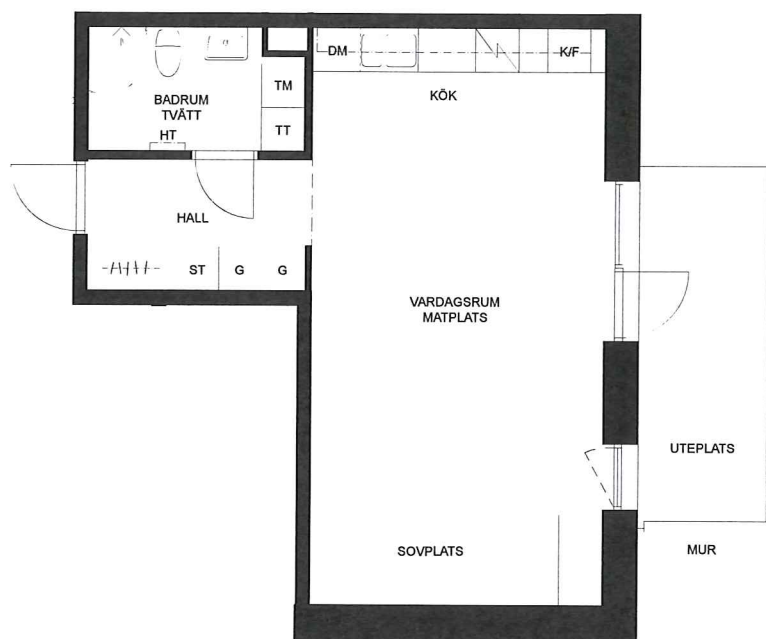 DM
K/F
KÖK
TM
BADRUM
TVÄTT
HT
TT
HALL
ST
G
G
VARDAGSRUM
MATPLATS
UTEPLATS
SOVPLATS
MUR